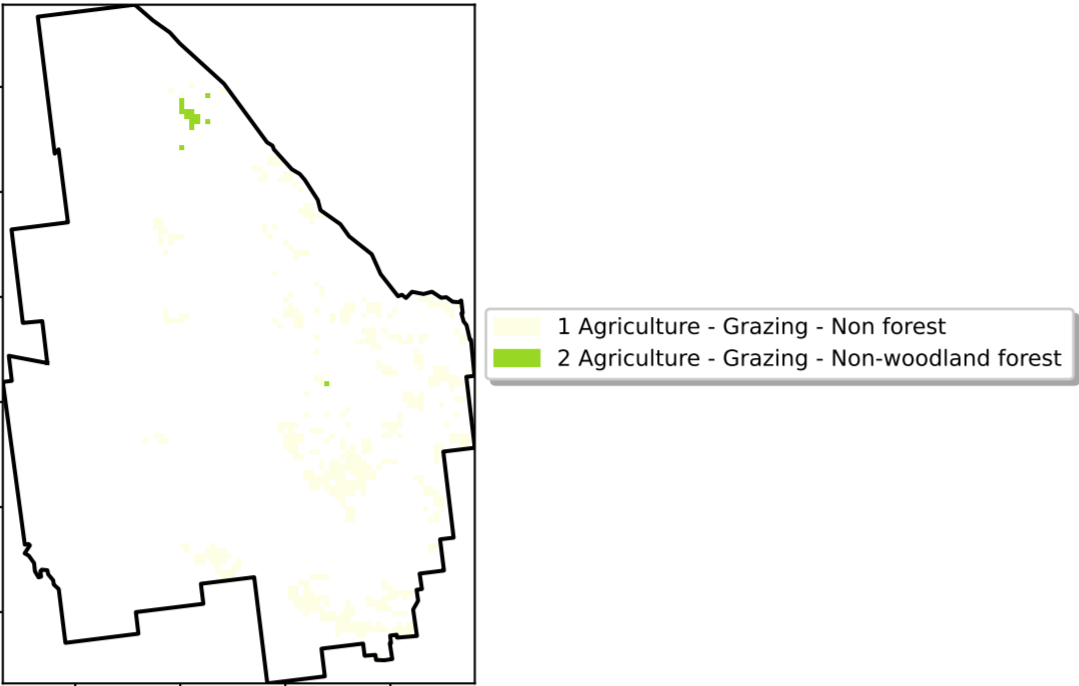 1 Agriculture - Grazing - Non forest
2 Agriculture - Grazing - Non-woodland forest